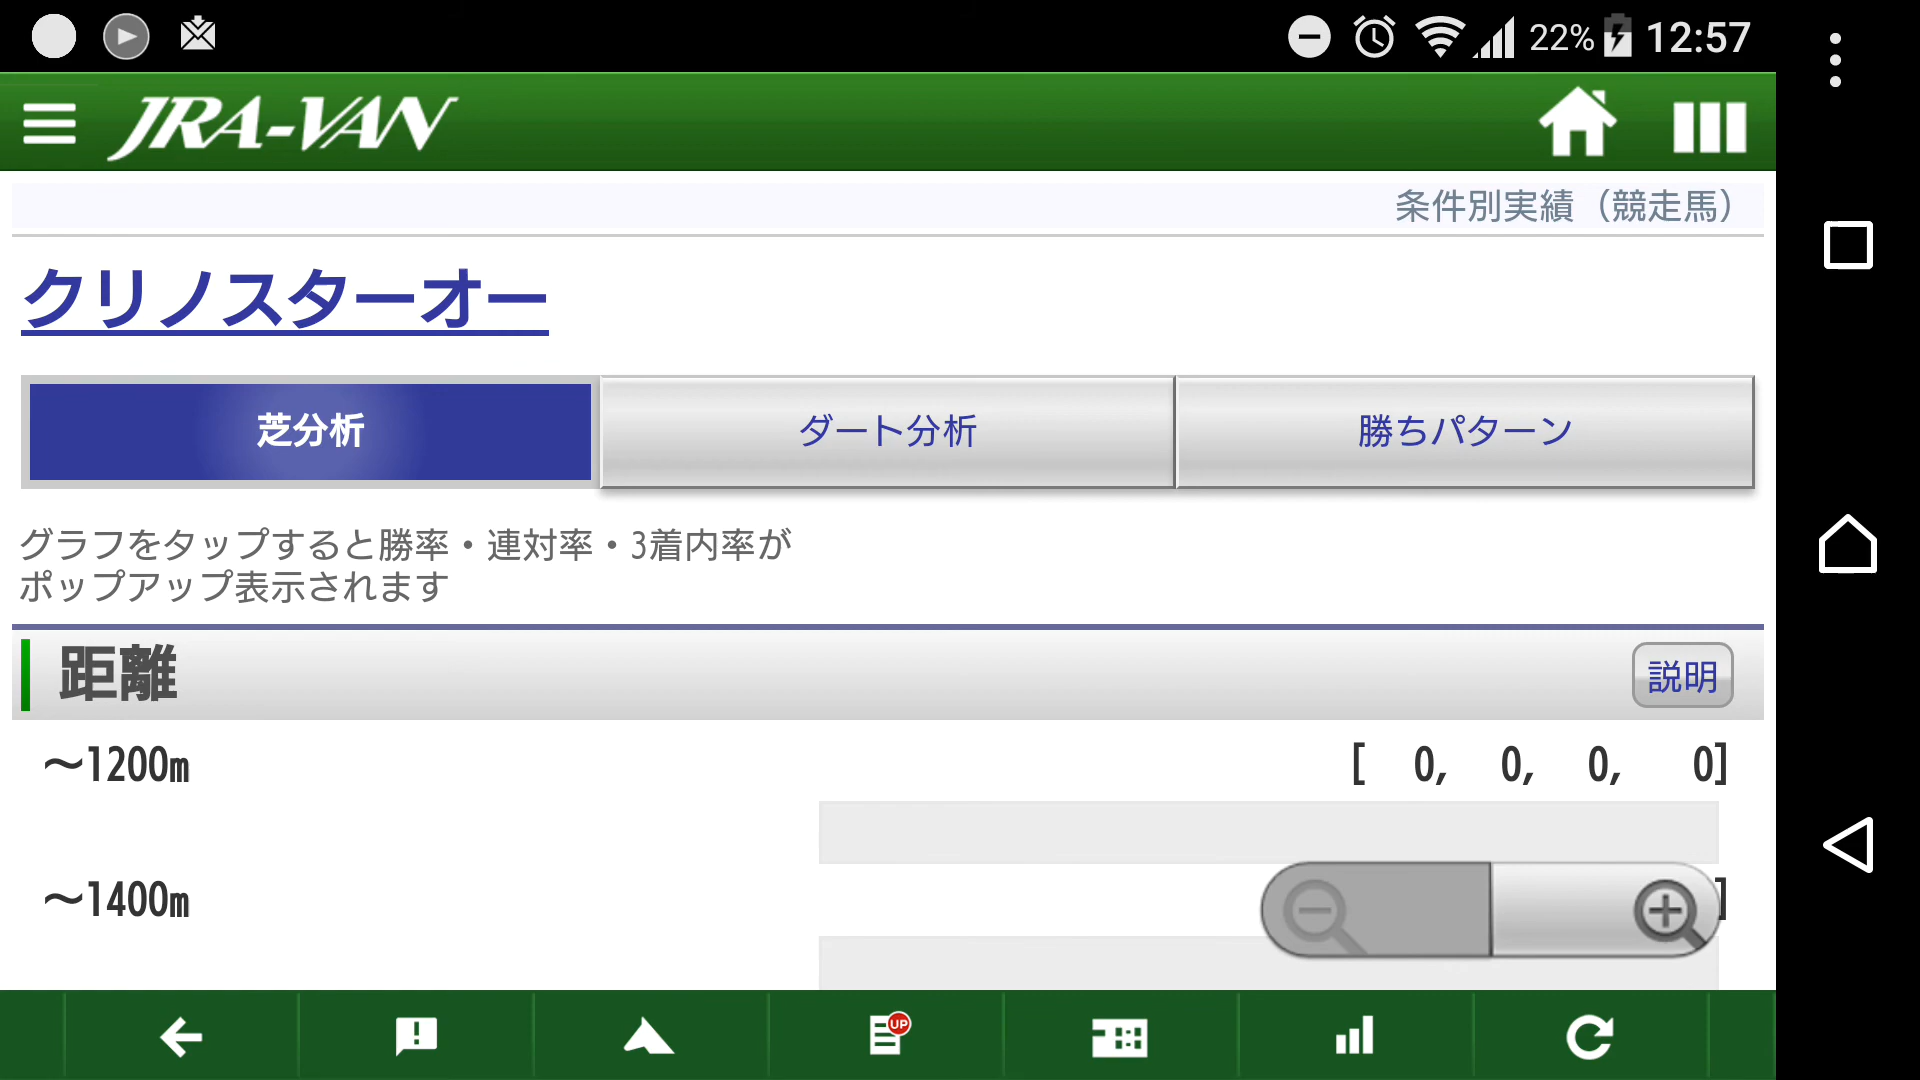 22% 12:57
JRA-VAN
条件別実績（競走馬）
クリノスターオー
芝分析 ダート分析 勝ちパターン
グラフをタップすると勝率・連対率・3着内率が
ポップアップ表示されます
距離 説明
～1200m [ 0, 0, 0, 0]
～1400m ]
UP